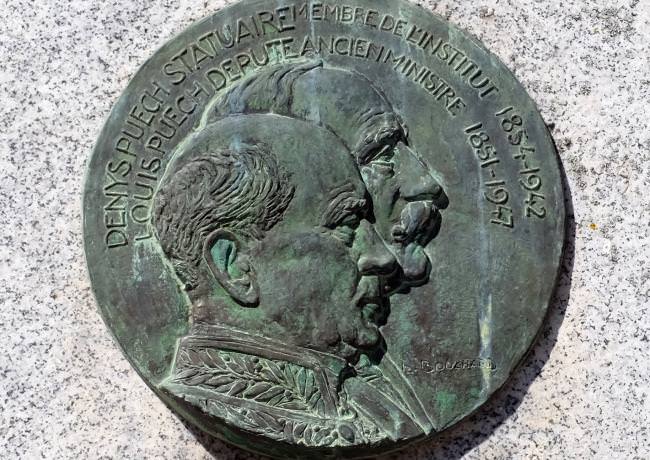 DENYS PUECH STATUAIRE MEMBRE DE L'INSTITUT 1854-1942
LOUIS PUECH DEPUTE ANCIEN MINISTRE 1851-1947
H. BOUCHARD